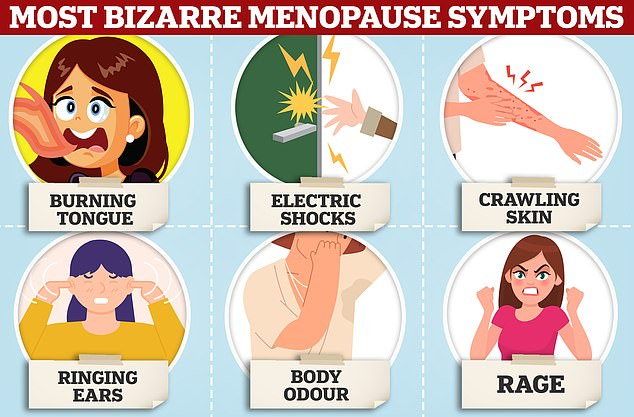 MOST BIZARRE MENOPAUSE SYMPTOMS
BURNING
TONGUE
ELECTRIC
SHOCKS
CRAWLING
SKIN
RINGING
EARS
BODY
ODOUR
RAGE